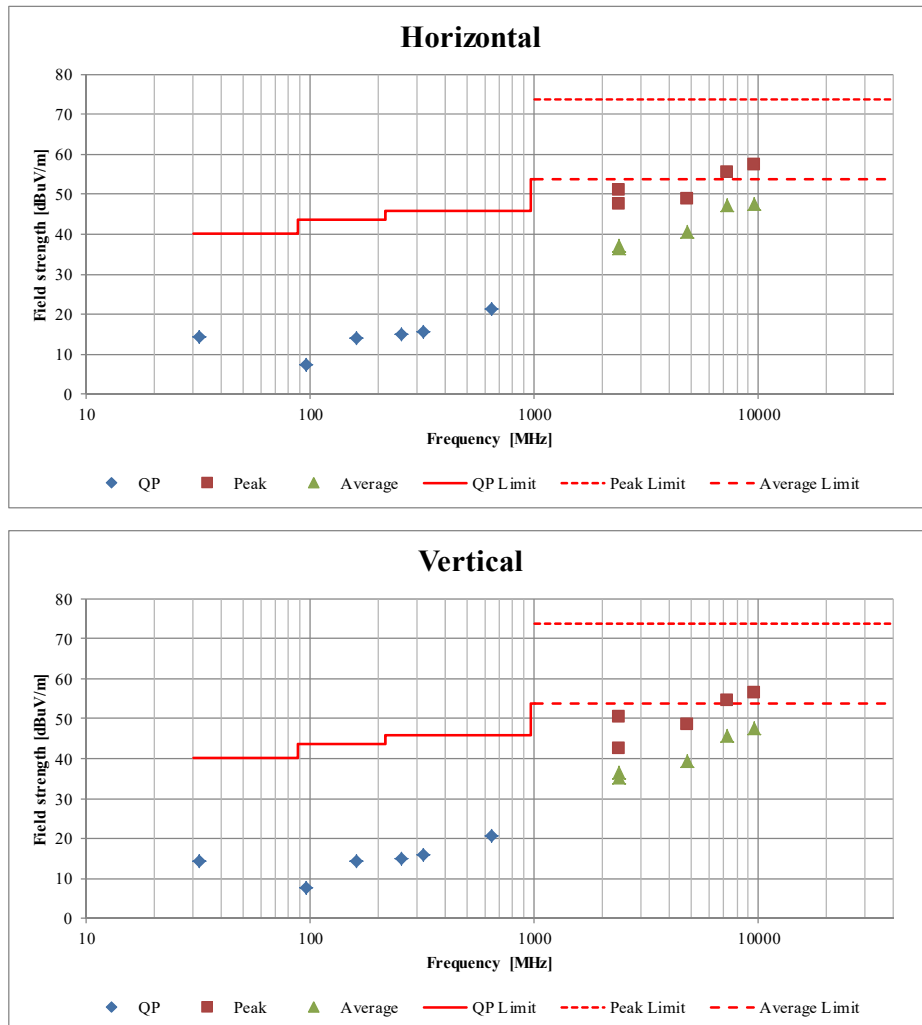 Horizontal
80
70
60
50
40
30
20
10
0
Field strength [dBuV/m]
10 100 1000 10000
Frequency [MHz]
QP Peak Average QP Limit Peak Limit Average Limit
Vertical
80
70
60
50
40
30
20
10
0
Field strength [dBuV/m]
10 100 1000 10000
Frequency [MHz]
QP Peak Average QP Limit Peak Limit Average Limit